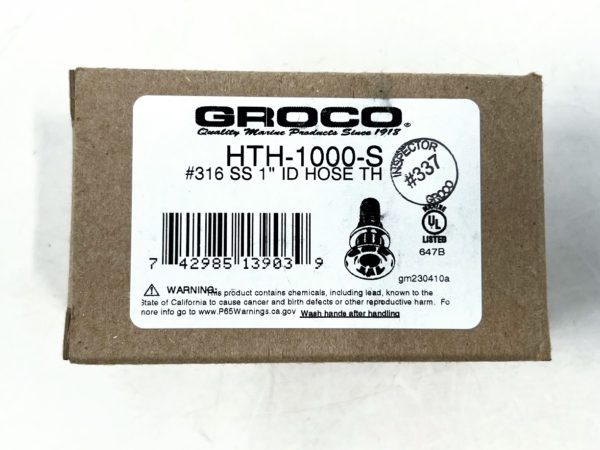 GROCO®
Quality Marine Products Since 1918
HTH-1000-S
#316 SS 1" ID HOSE TH
INSPECTOR
#337
GROCO
MARINE
UL
LISTED
647B
7 42985 13903 9
gm230410a
WARNING: This product contains chemicals, including lead, known to the
State of California to cause cancer and birth defects or other reproductive harm. Fo
more info go to www.P65Warnings.ca.gov Wash hands after handling